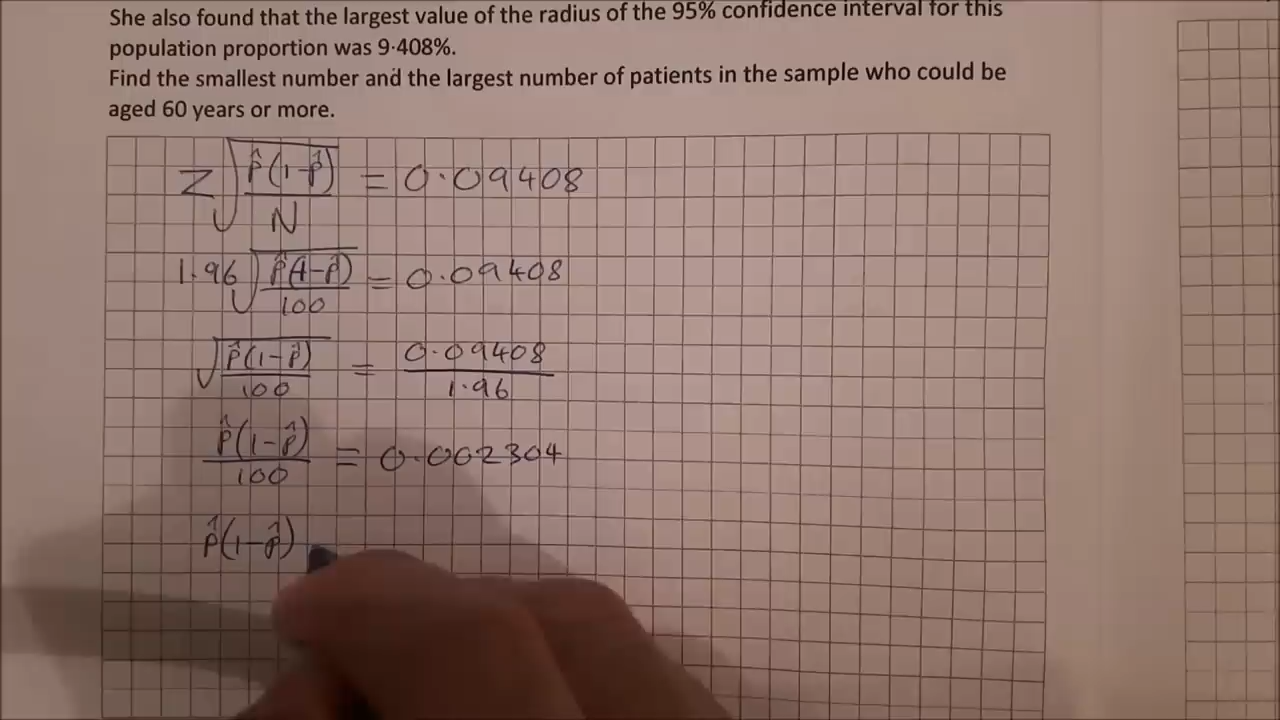 She also found that the largest value of the radius of the 95% confidence interval for this
population proportion was 9·408%.
Find the smallest number and the largest number of patients in the sample who could be
aged 60 years or more.
Z√(p̂(1-p̂)/N) = 0.09408
1.96√(p̂(1-p̂)/100) = 0.09408
√(p̂(1-p̂)/100) = 0.09408/1.96
p̂(1-p̂)/100 = 0.002304
p̂(1-p̂)